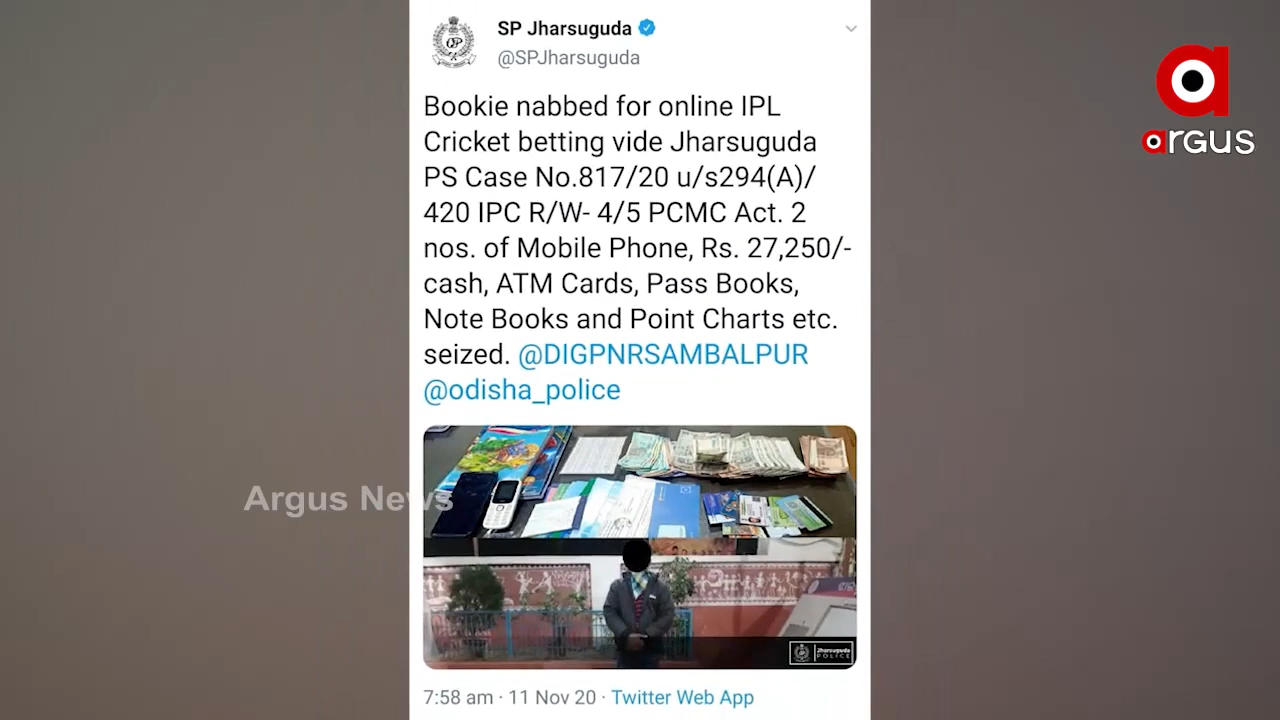 SP Jharsuguda
@SPJharsuguda
Bookie nabbed for online IPL
Cricket betting vide Jharsuguda
PS Case No.817/20 u/s294(A)/
420 IPC R/W- 4/5 PCMC Act. 2
nos. of Mobile Phone, Rs. 27,250/-
cash, ATM Cards, Pass Books,
Note Books and Point Charts etc.
seized. @DIGPNRSAMBALPUR
@odisha_police
Argus News
Jharsuguda
POLICE
7:58 am · 11 Nov 20 · Twitter Web App
argus